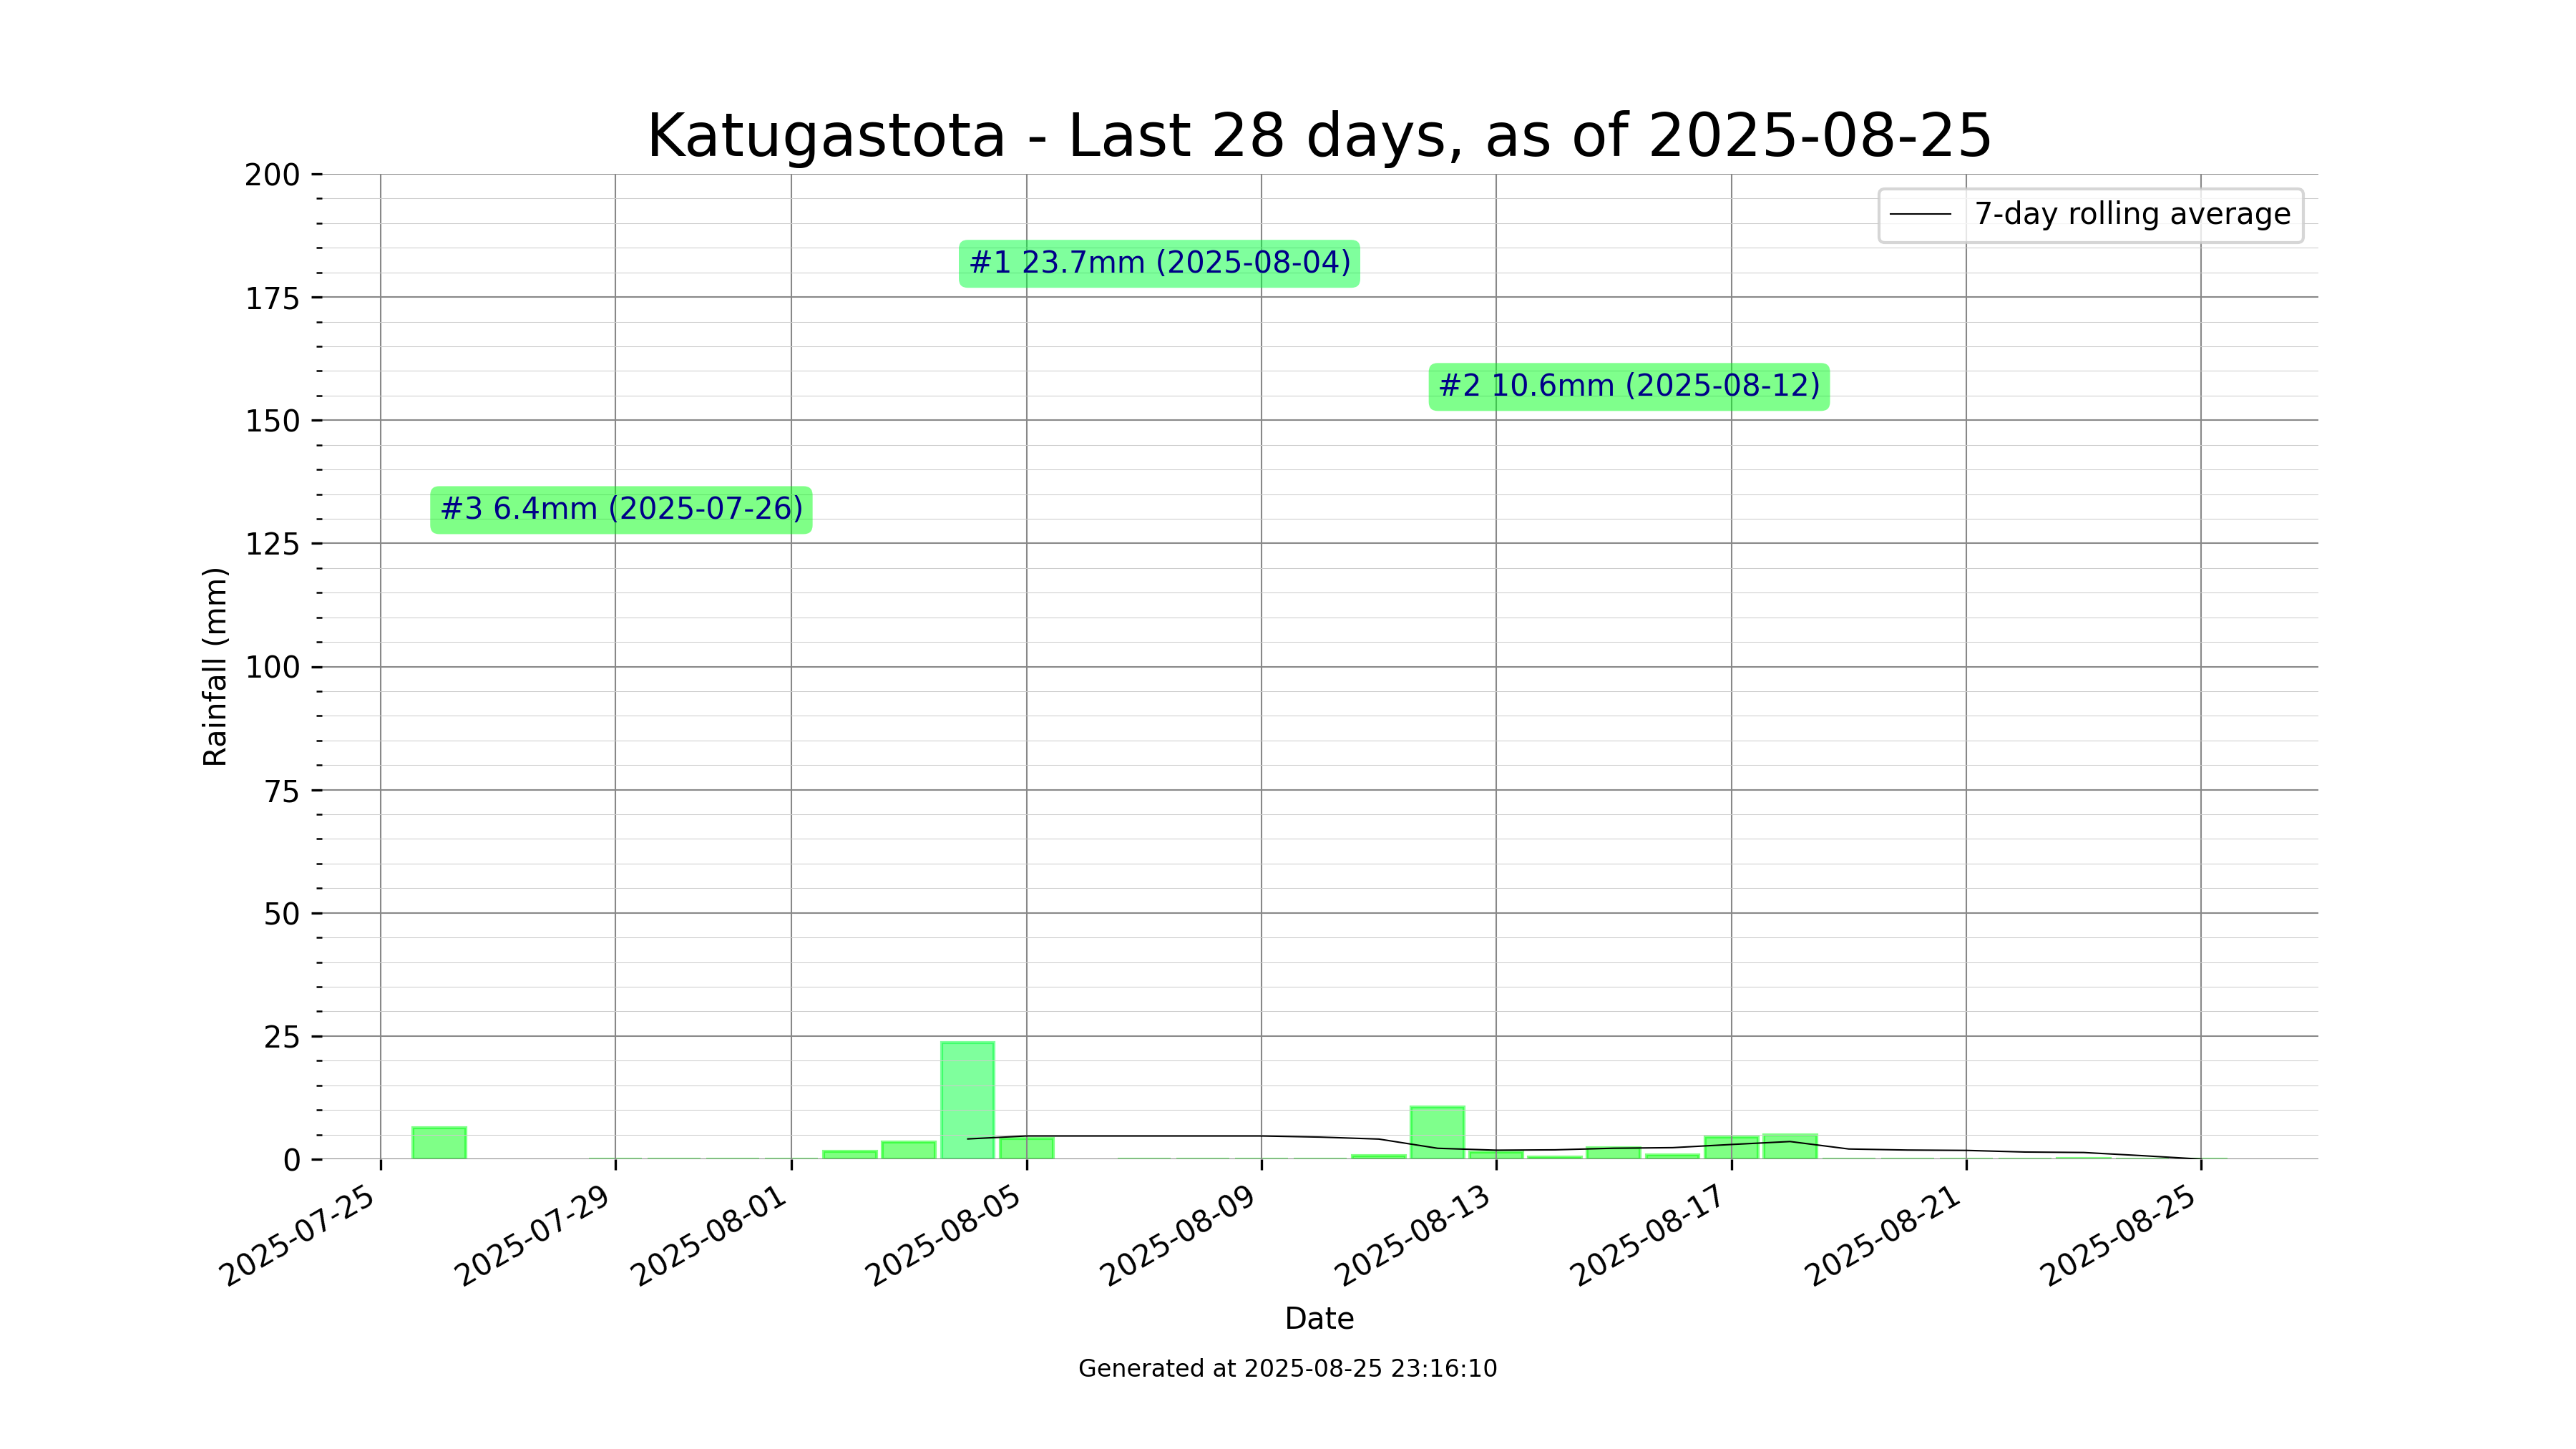 Katugastota - Last 28 days, as of 2025-08-25
7-day rolling average
#1 23.7mm (2025-08-04)
#2 10.6mm (2025-08-12)
#3 6.4mm (2025-07-26)
Rainfall (mm)
200
175
150
125
100
75
50
25
0
2025-07-25
2025-07-29
2025-08-01
2025-08-05
2025-08-09
2025-08-13
2025-08-17
2025-08-21
2025-08-25
Date
Generated at 2025-08-25 23:16:10